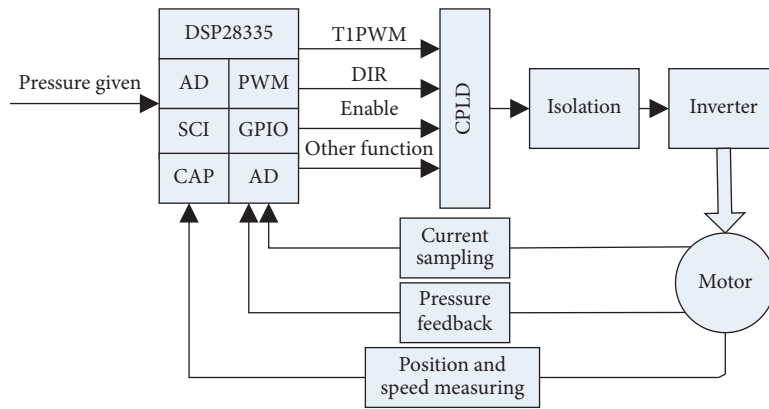 DSP28335
T1PWM
Pressure given
AD
PWM
DIR
SCI
GPIO
Enable
CAP
AD
Other function
CPLD
Isolation
Inverter
Current
sampling
Motor
Pressure
feedback
Position and
speed measuring